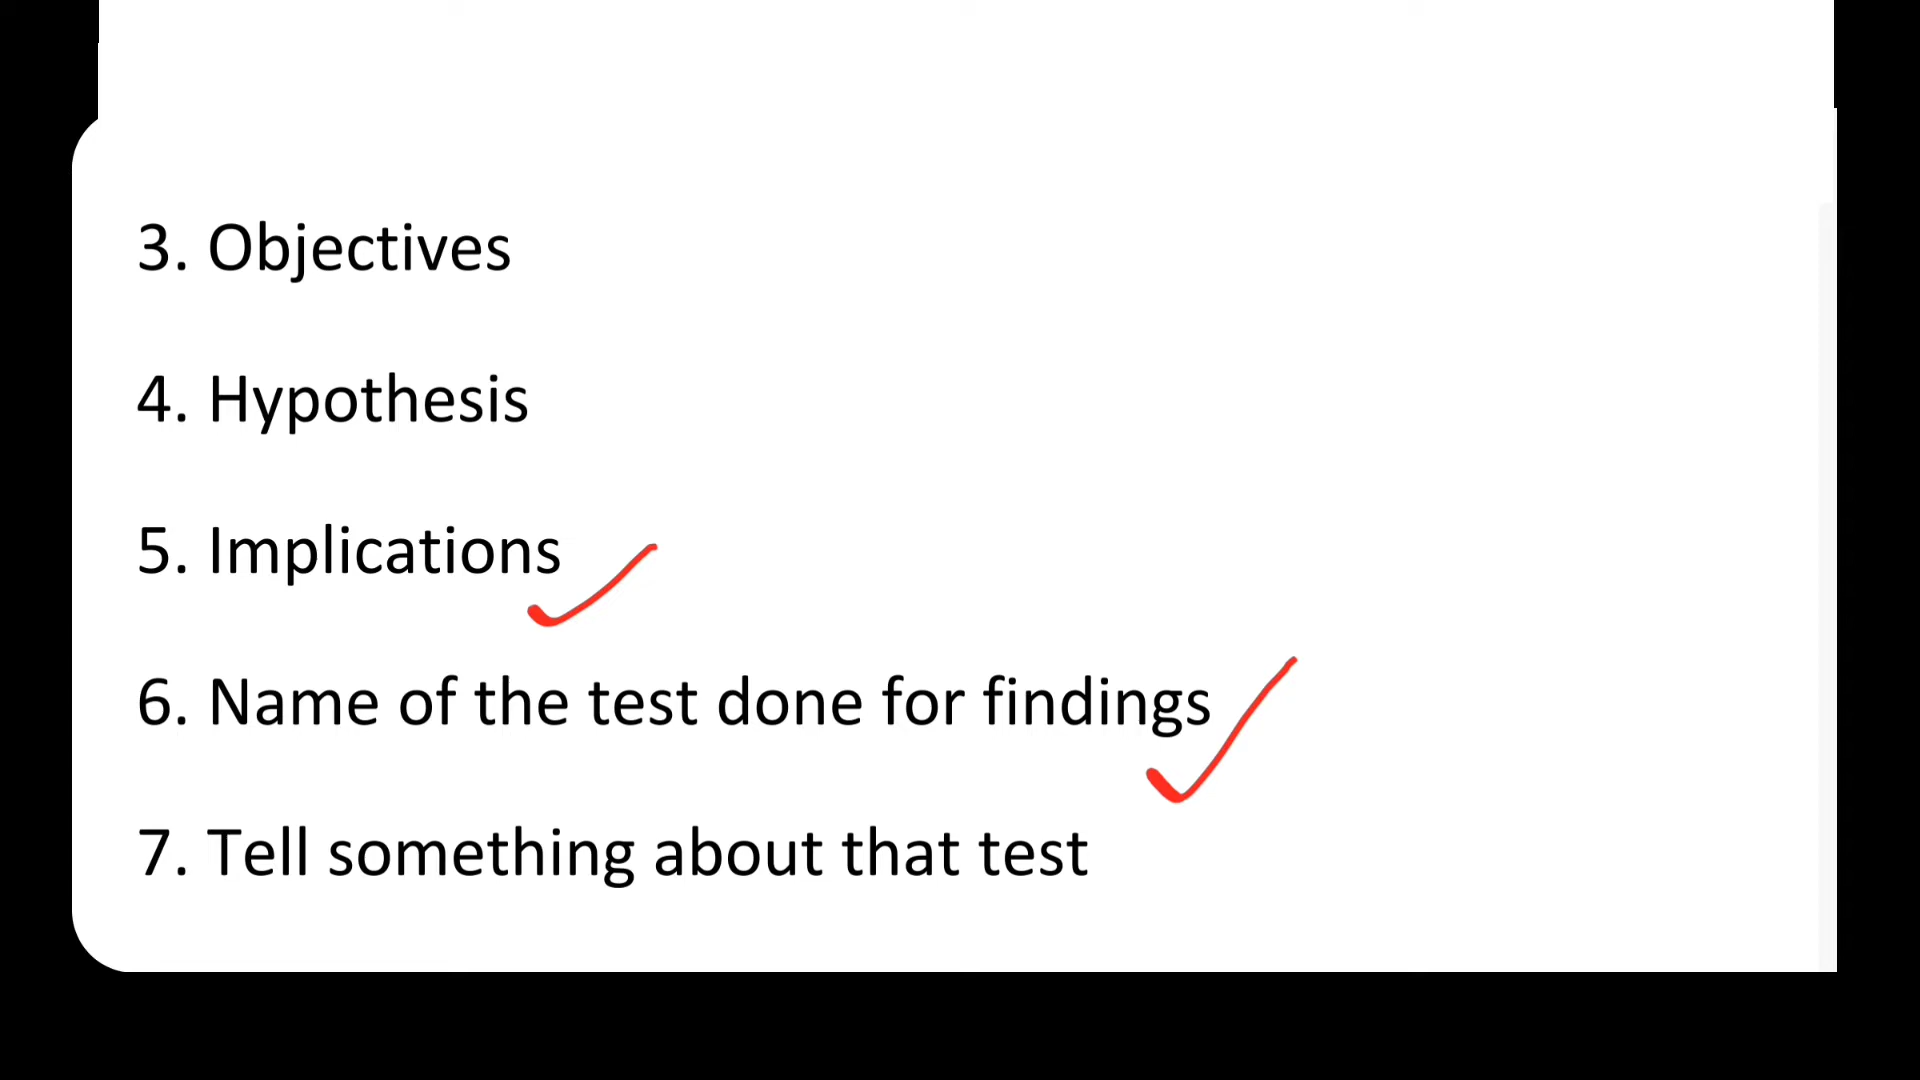 3. Objectives
4. Hypothesis
5. Implications
6. Name of the test done for findings
7. Tell something about that test